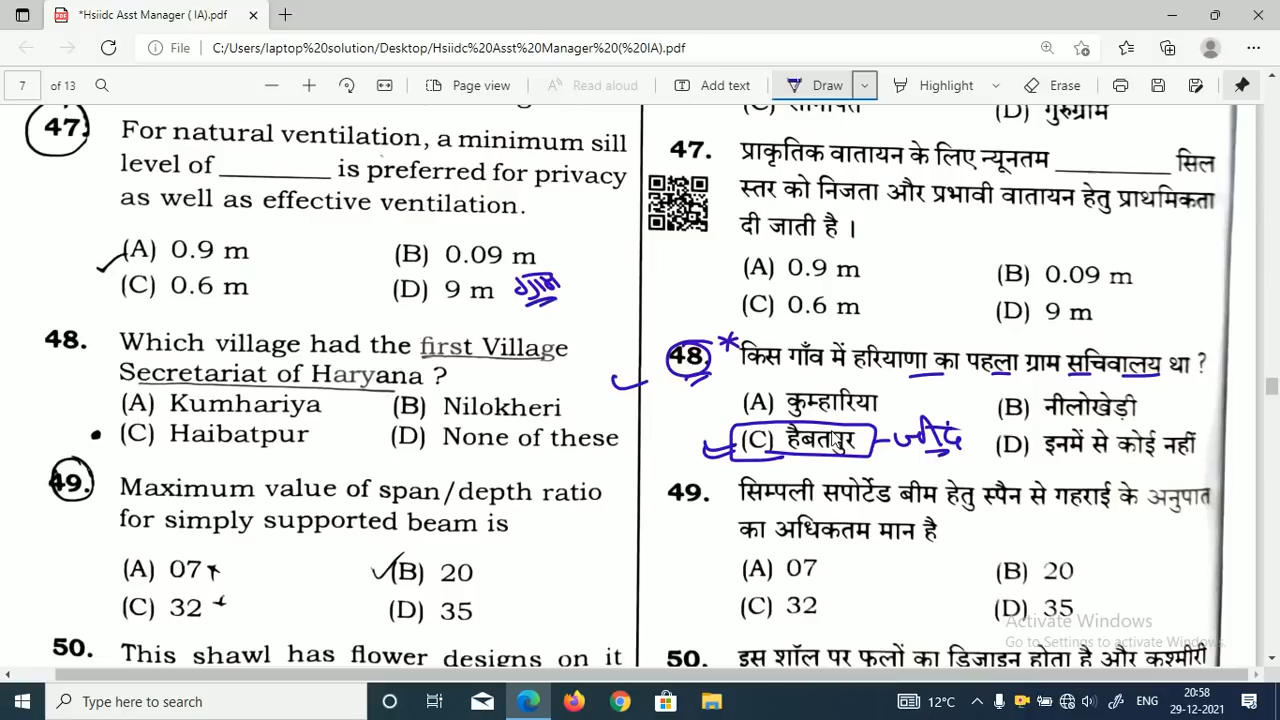 *Hsiidc Asst Manager ( IA).pdf
File C:/Users/laptop%20solution/Desktop/Hsiidc%20Asst%20Manager%20(%20IA).pdf
7 of 13 Page view Read aloud Add text Draw Highlight Erase
47. For natural ventilation, a minimum sill
level of ________ is preferred for privacy
as well as effective ventilation.
(A) 0.9 m (B) 0.09 m
(C) 0.6 m (D) 9 m
48. Which village had the first Village
Secretariat of Haryana ?
(A) Kumhariya (B) Nilokheri
(C) Haibatpur (D) None of these
49. Maximum value of span/depth ratio
for simply supported beam is
(A) 07 (B) 20
(C) 32 (D) 35
50. This shawl has flower designs on it
(D) गुरुग्राम
47. प्राकृतिक वातायन के लिए न्यूनतम ________ सिल
स्तर को निजता और प्रभावी वातायन हेतु प्राथमिकता
दी जाती है ।
(A) 0.9 m (B) 0.09 m
(C) 0.6 m (D) 9 m
48. * किस गाँव में हरियाणा का पहला ग्राम सचिवालय था ?
(A) कुम्हारिया (B) नीलोखेड़ी
(C) हैबतपुर - जींद (D) इनमें से कोई नहीं
49. सिम्पली सपोर्टेड बीम हेतु स्पैन से गहराई के अनुपात
का अधिकतम मान है
(A) 07 (B) 20
(C) 32 (D) 35
50. इस शॉल पर फूलों का डिजाइन होता है और कश्मीरी
Activate Windows
Go to Settings to activate Windows.
Type here to search
12°C ENG 20:58
29-12-2021